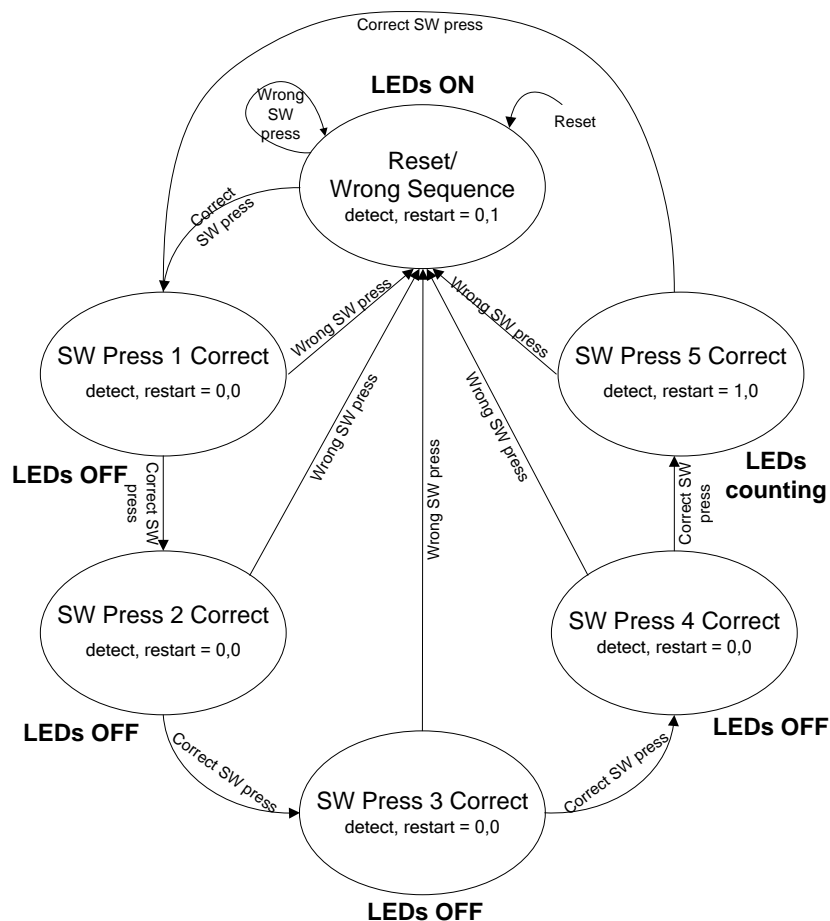 Correct SW press
LEDs ON
Wrong
SW
press
Reset
Reset/
Wrong Sequence
detect, restart = 0,1
Correct
SW press
Wrong SW press
Wrong SW press
SW Press 1 Correct
detect, restart = 0,0
SW Press 5 Correct
detect, restart = 1,0
Wrong SW press
Wrong SW press
Wrong SW press
LEDs OFF
Correct SW
press
Correct SW
press
LEDs
counting
SW Press 2 Correct
detect, restart = 0,0
SW Press 4 Correct
detect, restart = 0,0
LEDs OFF
LEDs OFF
Correct SW press
Correct SW press
SW Press 3 Correct
detect, restart = 0,0
LEDs OFF